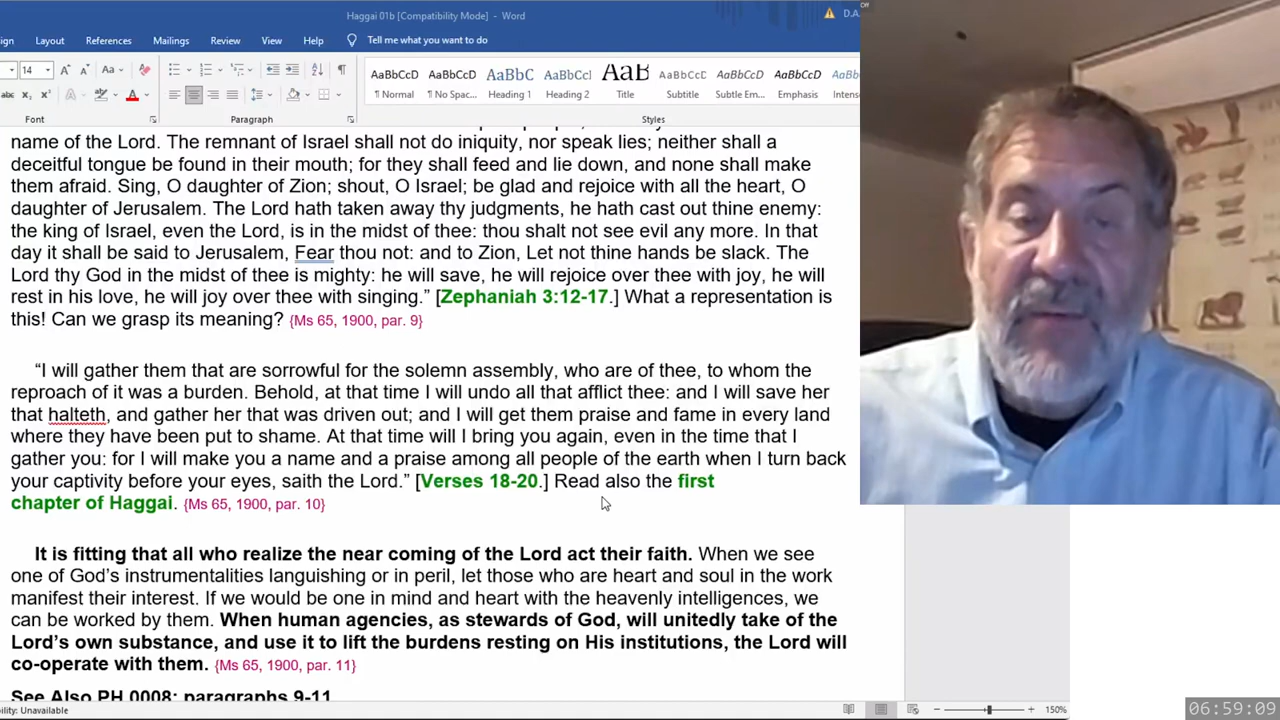 Haggai 01b [Compatibility Mode] - Word
D.A.
Off
ign Layout References Mailings Review View Help Tell me what you want to do
14 Aa
abc x₂ x² A A
AaBbCcD AaBbCcD AaBbC AaBbCcI AaB AaBbCcD AaBbCcD AaBbCcD AaBb
¶ Normal ¶ No Spac... Heading 1 Heading 2 Title Subtitle Subtle Em... Emphasis Intens
Font Paragraph Styles
name of the Lord. The remnant of Israel shall not do iniquity, nor speak lies; neither shall a
deceitful tongue be found in their mouth; for they shall feed and lie down, and none shall make
them afraid. Sing, O daughter of Zion; shout, O Israel; be glad and rejoice with all the heart, O
daughter of Jerusalem. The Lord hath taken away thy judgments, he hath cast out thine enemy:
the king of Israel, even the Lord, is in the midst of thee: thou shalt not see evil any more. In that
day it shall be said to Jerusalem, Fear thou not: and to Zion, Let not thine hands be slack. The
Lord thy God in the midst of thee is mighty: he will save, he will rejoice over thee with joy, he will
rest in his love, he will joy over thee with singing.” [Zephaniah 3:12-17.] What a representation is
this! Can we grasp its meaning? {Ms 65, 1900, par. 9}
“I will gather them that are sorrowful for the solemn assembly, who are of thee, to whom the
reproach of it was a burden. Behold, at that time I will undo all that afflict thee: and I will save her
that halteth, and gather her that was driven out; and I will get them praise and fame in every land
where they have been put to shame. At that time will I bring you again, even in the time that I
gather you: for I will make you a name and a praise among all people of the earth when I turn back
your captivity before your eyes, saith the Lord.” [Verses 18-20.] Read also the first
chapter of Haggai. {Ms 65, 1900, par. 10}
It is fitting that all who realize the near coming of the Lord act their faith. When we see
one of God’s instrumentalities languishing or in peril, let those who are heart and soul in the work
manifest their interest. If we would be one in mind and heart with the heavenly intelligences, we
can be worked by them. When human agencies, as stewards of God, will unitedly take of the
Lord’s own substance, and use it to lift the burdens resting on His institutions, the Lord will
co-operate with them. {Ms 65, 1900, par. 11}
See Also PH 0008: paragraphs 9-11
bility: Unavailable
150%
06:59:09